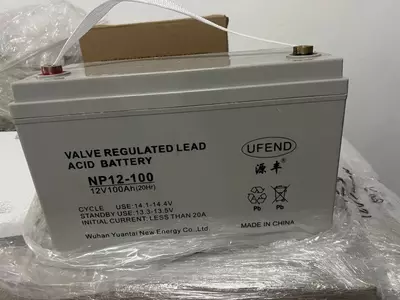 VALVE REGULATED LEAD
ACID BATTERY
NP12-100
12V100Ah(20Hr)
CYCLE USE:14.1-14.4V
STANDBY USE:13.3-13.5V
INITIAL CURRENT:LESS THAN 20A
Wuhan Yuantai New Energy Co.,Ltd
UFEND
源丰
Pb Pb
MADE IN CHINA